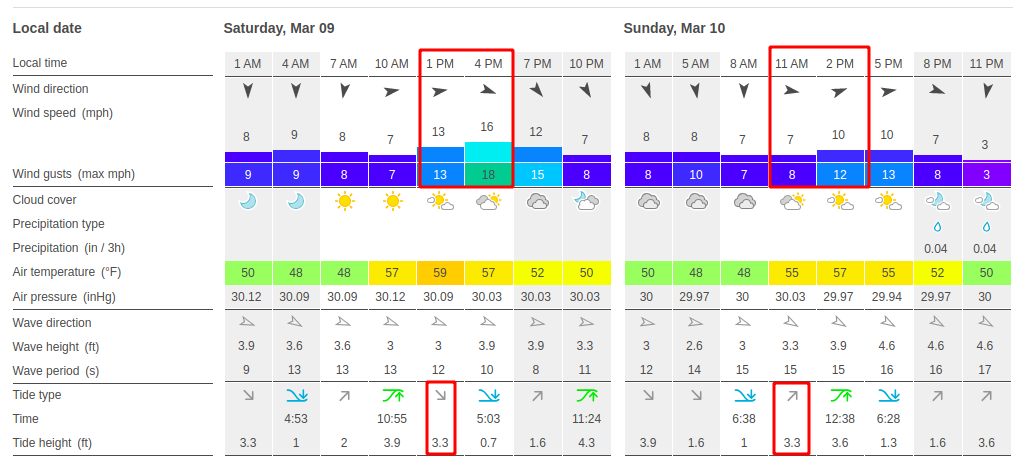 Local date Saturday, Mar 09 Sunday, Mar 10
Local time 1 AM 4 AM 7 AM 10 AM 1 PM 4 PM 7 PM 10 PM 1 AM 5 AM 8 AM 11 AM 2 PM 5 PM 8 PM 11 PM
Wind direction
Wind speed (mph) 8 9 8 7 13 16 12 7 8 8 7 7 10 10 7 3
Wind gusts (max mph) 9 9 8 7 13 18 15 8 8 10 7 8 12 13 8 3
Cloud cover
Precipitation type
Precipitation (in / 3h) 0.04 0.04
Air temperature (°F) 50 48 48 57 59 57 52 50 50 48 48 55 57 55 52 50
Air pressure (inHg) 30.12 30.09 30.09 30.12 30.09 30.03 30.03 30.03 30 29.97 30 30.03 29.97 29.94 29.97 30
Wave direction
Wave height (ft) 3.9 3.6 3.6 3 3 3.9 3.9 3.3 3 2.6 3 3.3 3.9 4.6 4.6 4.6
Wave period (s) 9 13 13 13 12 10 8 11 12 14 15 15 15 16 16 17
Tide type
Time 4:53 10:55 5:03 11:24 6:38 12:38 6:28
Tide height (ft) 3.3 1 2 3.9 3.3 0.7 1.6 4.3 3.9 1.6 1 3.3 3.6 1.3 1.6 3.6